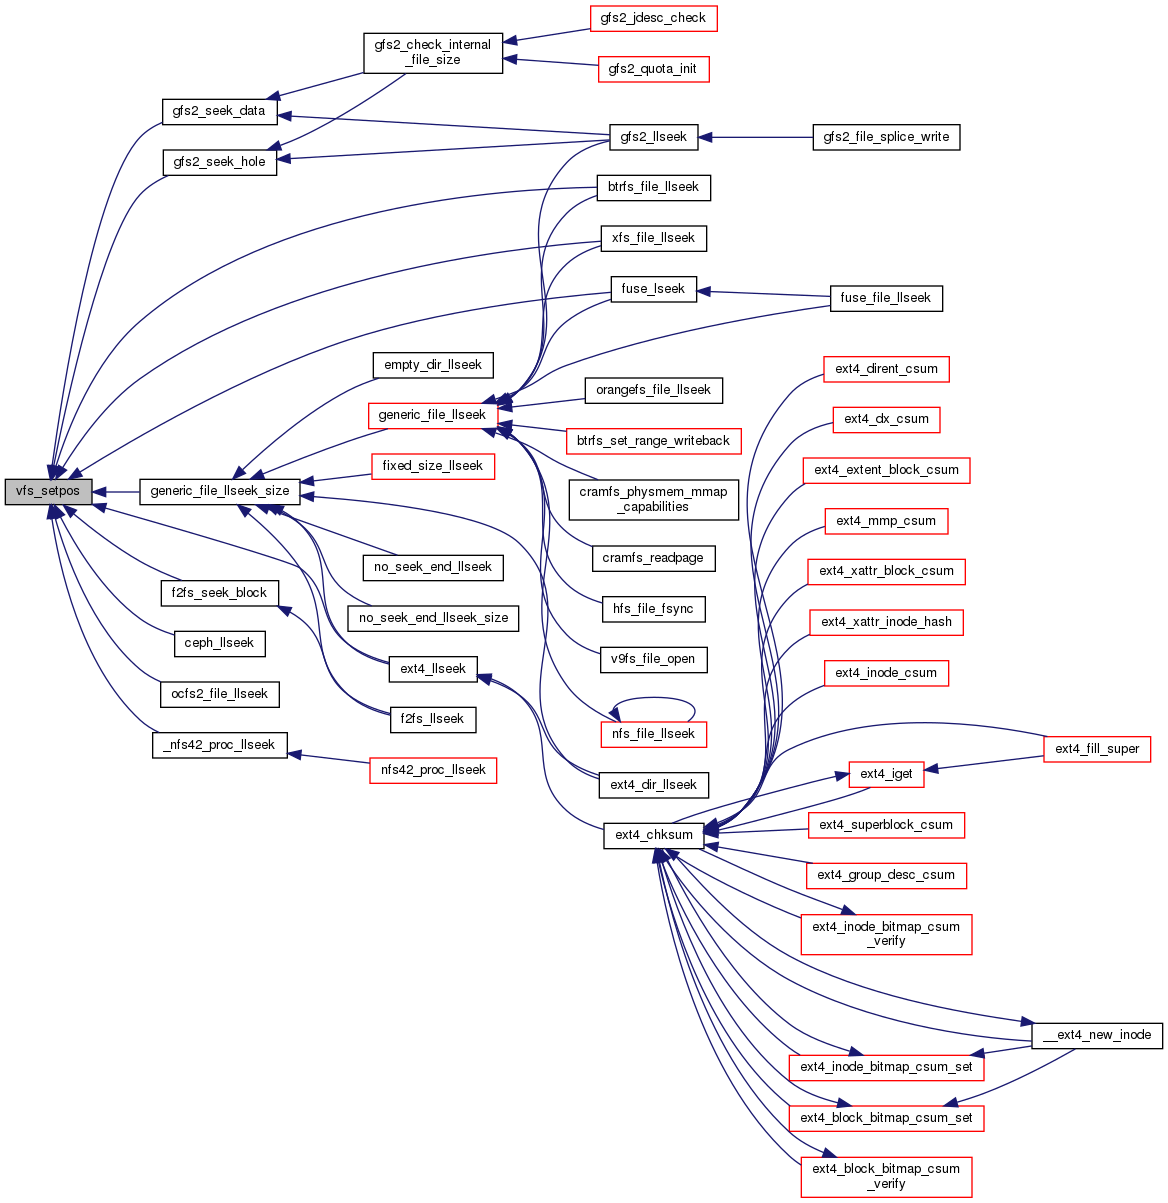 gfs2_jdesc_check
gfs2_check_internal
_file_size
gfs2_quota_init
gfs2_seek_data
gfs2_llseek
gfs2_file_splice_write
gfs2_seek_hole
btrfs_file_llseek
xfs_file_llseek
fuse_lseek
fuse_file_llseek
empty_dir_llseek
ext4_dirent_csum
orangefs_file_llseek
generic_file_llseek
ext4_dx_csum
btrfs_set_range_writeback
fixed_size_llseek
ext4_extent_block_csum
vfs_setpos
generic_file_llseek_size
cramfs_physmem_mmap
_capabilities
ext4_mmp_csum
cramfs_readpage
no_seek_end_llseek
ext4_xattr_block_csum
f2fs_seek_block
hfs_file_fsync
no_seek_end_llseek_size
ext4_xattr_inode_hash
ceph_llseek
v9fs_file_open
ext4_llseek
ext4_inode_csum
ocfs2_file_llseek
f2fs_llseek
nfs_file_llseek
_nfs42_proc_llseek
ext4_fill_super
nfs42_proc_llseek
ext4_iget
ext4_dir_llseek
ext4_chksum
ext4_superblock_csum
ext4_group_desc_csum
ext4_inode_bitmap_csum
_verify
__ext4_new_inode
ext4_inode_bitmap_csum_set
ext4_block_bitmap_csum_set
ext4_block_bitmap_csum
_verify